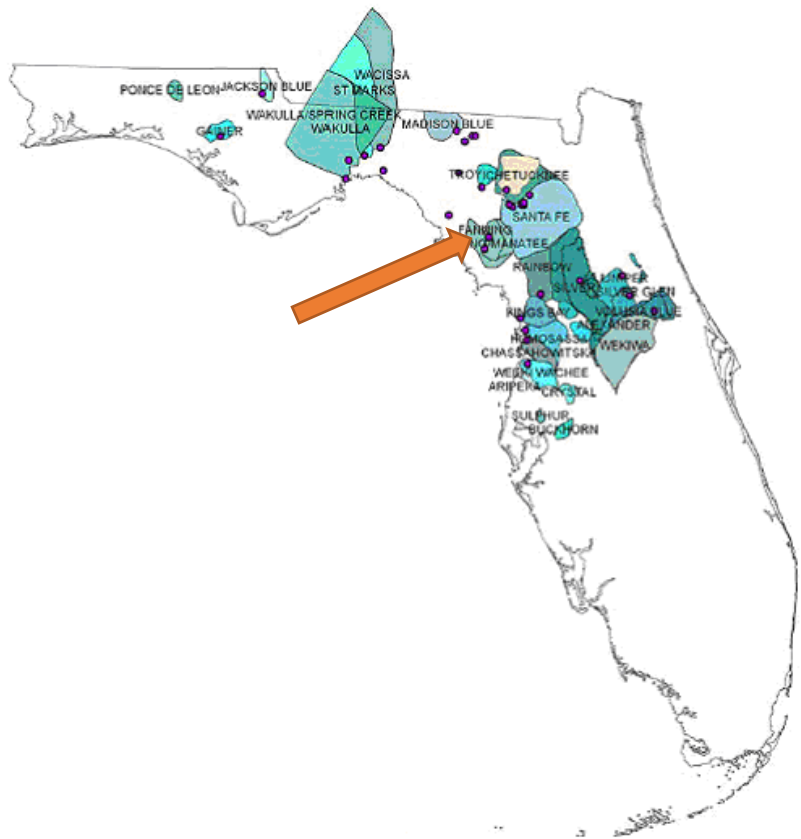 WACISSA
PONCE DE LEON
JACKSON BLUE
ST MARKS
WAKULLA/SPRING CREEK
WAKULLA
MADISON BLUE
GAINER
TROY
ICHETUCKNEE
SANTA FE
FANNING
MANATEE
RAINBOW
SILVER
SILVER GLEN
KINGS BAY
VOLUSIA BLUE
ALEXANDER
HOMOSASSA
WEKIWA
CHASSAHOWITSKA
WEEKI WACHEE
ARIPEKA
CRYSTAL
SULPHUR
BUCKHORN